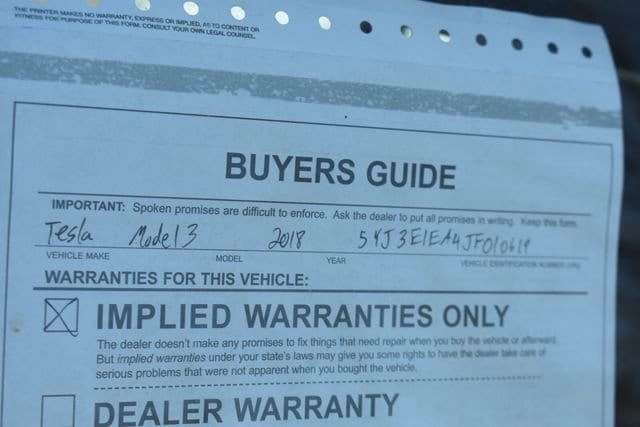 THE PRINTER MAKES NO WARRANTY, EXPRESS OR IMPLIED, AS TO CONTENT OR
FITNESS FOR PURPOSE OF THIS FORM. CONSULT YOUR OWN LEGAL COUNSEL.
BUYERS GUIDE
IMPORTANT: Spoken promises are difficult to enforce. Ask the dealer to put all promises in writing. Keep this form.
Tesla Model 3 2018
VEHICLE MAKE MODEL YEAR VEHICLE IDENTIFICATION NUMBER (VIN)
WARRANTIES FOR THIS VEHICLE:
IMPLIED WARRANTIES ONLY
The dealer doesn't make any promises to fix things that need repair when you buy the vehicle or afterward.
But implied warranties under your state's laws may give you some rights to have the dealer take care of
serious problems that were not apparent when you bought the vehicle.
DEALER WARRANTY